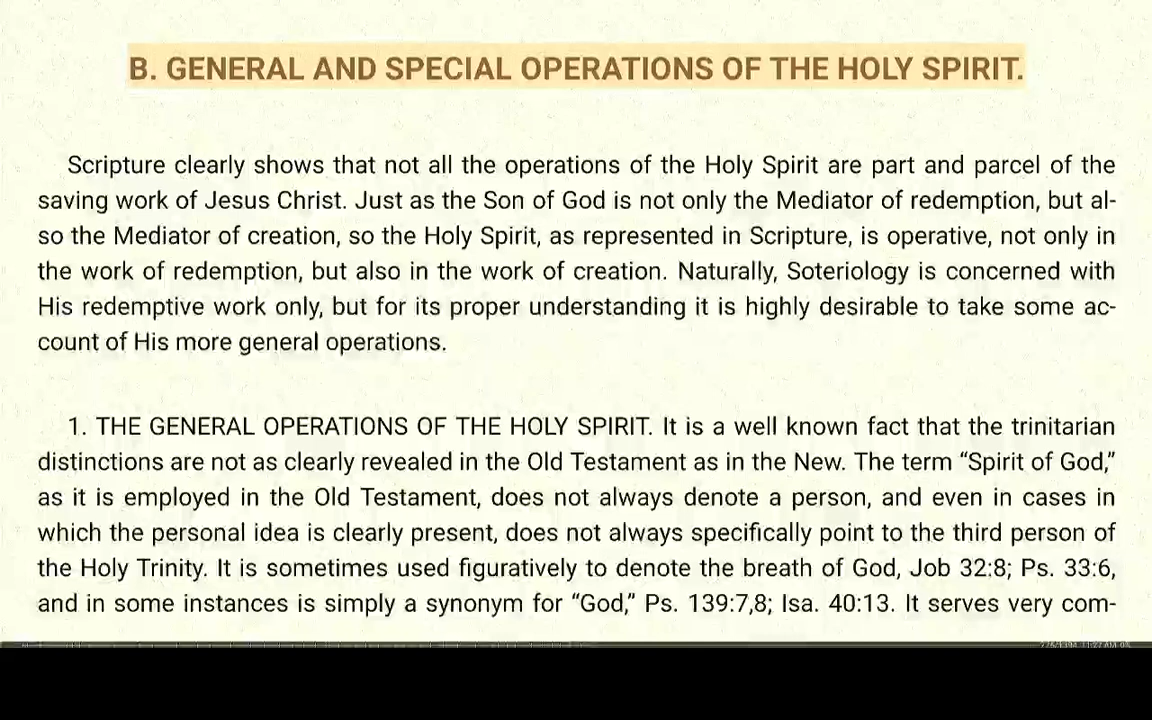 B. GENERAL AND SPECIAL OPERATIONS OF THE HOLY SPIRIT.
Scripture clearly shows that not all the operations of the Holy Spirit are part and parcel of the
saving work of Jesus Christ. Just as the Son of God is not only the Mediator of redemption, but al-
so the Mediator of creation, so the Holy Spirit, as represented in Scripture, is operative, not only in
the work of redemption, but also in the work of creation. Naturally, Soteriology is concerned with
His redemptive work only, but for its proper understanding it is highly desirable to take some ac-
count of His more general operations.
1. THE GENERAL OPERATIONS OF THE HOLY SPIRIT. It is a well known fact that the trinitarian
distinctions are not as clearly revealed in the Old Testament as in the New. The term “Spirit of God,”
as it is employed in the Old Testament, does not always denote a person, and even in cases in
which the personal idea is clearly present, does not always specifically point to the third person of
the Holy Trinity. It is sometimes used figuratively to denote the breath of God, Job 32:8; Ps. 33:6,
and in some instances is simply a synonym for “God,” Ps. 139:7,8; Isa. 40:13. It serves very com-